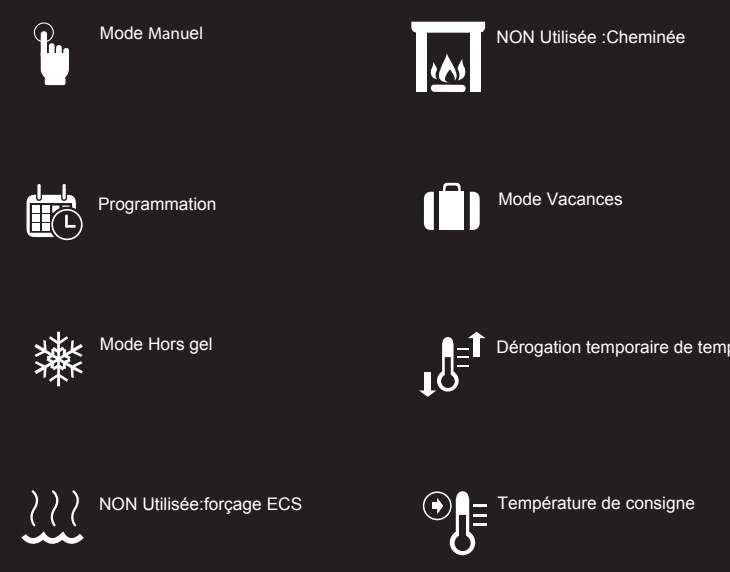 Mode Manuel
NON Utilisée :Cheminée
Programmation
Mode Vacances
Mode Hors gel
Dérogation temporaire de temp
NON Utilisée:forçage ECS
Température de consigne